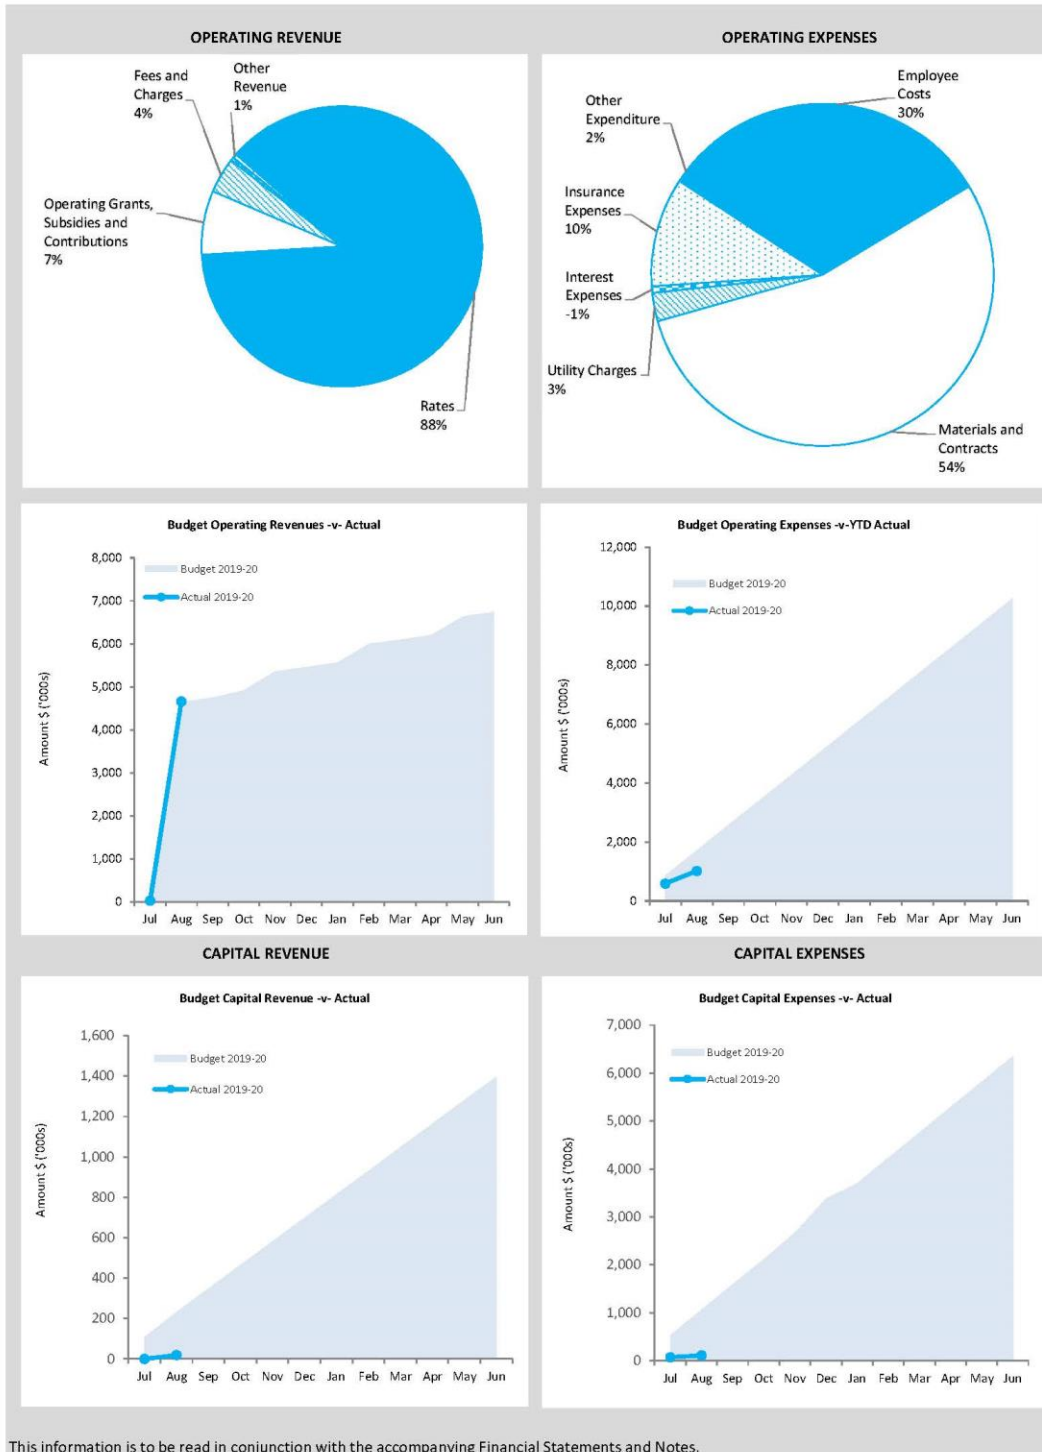 OPERATING REVENUE
OPERATING EXPENSES
Other
Revenue
1%
Fees and
Charges
4%
Operating Grants,
Subsidies and
Contributions
7%
Rates
88%
Employee
Costs
30%
Other
Expenditure
2%
Insurance
Expenses
10%
Interest
Expenses
-1%
Utility Charges
3%
Materials and
Contracts
54%
Budget Operating Revenues -v- Actual
8,000
7,000
6,000
5,000
4,000
3,000
2,000
1,000
0
Amount $ ('000s)
Budget 2019-20
Actual 2019-20
Jul Aug Sep Oct Nov Dec Jan Feb Mar Apr May Jun
Budget Operating Expenses -v-YTD Actual
12,000
10,000
8,000
6,000
4,000
2,000
0
Amount $ ('000s)
Budget 2019-20
Actual 2019-20
Jul Aug Sep Oct Nov Dec Jan Feb Mar Apr May Jun
CAPITAL REVENUE
CAPITAL EXPENSES
Budget Capital Revenue -v- Actual
1,600
1,400
1,200
1,000
800
600
400
200
0
Amount $ ('000s)
Budget 2019-20
Actual 2019-20
Jul Aug Sep Oct Nov Dec Jan Feb Mar Apr May Jun
Budget Capital Expenses -v- Actual
7,000
6,000
5,000
4,000
3,000
2,000
1,000
0
Amount $ ('000s)
Budget 2019-20
Actual 2019-20
Jul Aug Sep Oct Nov Dec Jan Feb Mar Apr May Jun
This information is to be read in conjunction with the accompanying Financial Statements and Notes.